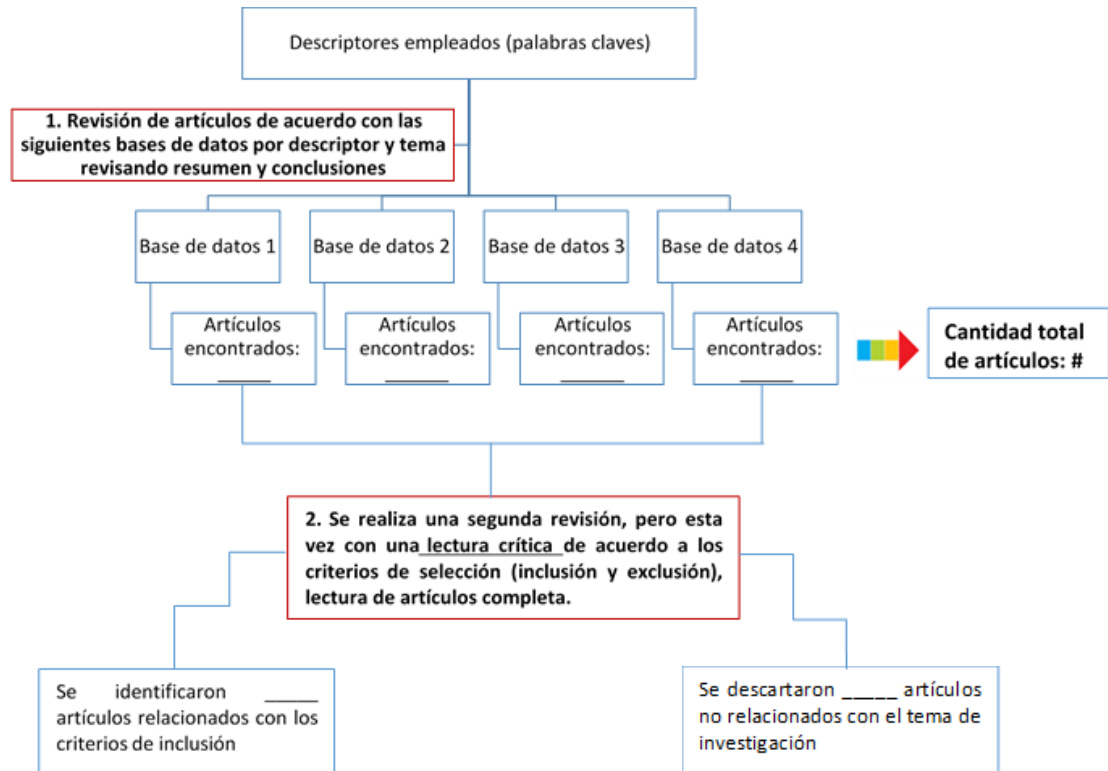 Descriptores empleados (palabras claves)
1. Revisión de artículos de acuerdo con las
siguientes bases de datos por descriptor y tema
revisando resumen y conclusiones
Base de datos 1
Base de datos 2
Base de datos 3
Base de datos 4
Artículos
encontrados:
______
Artículos
encontrados:
______
Artículos
encontrados:
______
Artículos
encontrados:
______
Cantidad total
de artículos: #
2. Se realiza una segunda revisión, pero esta
vez con una lectura crítica de acuerdo a los
criterios de selección (inclusión y exclusión),
lectura de artículos completa.
Se identificaron _____
artículos relacionados con los
criterios de inclusión
Se descartaron _____ artículos
no relacionados con el tema de
investigación